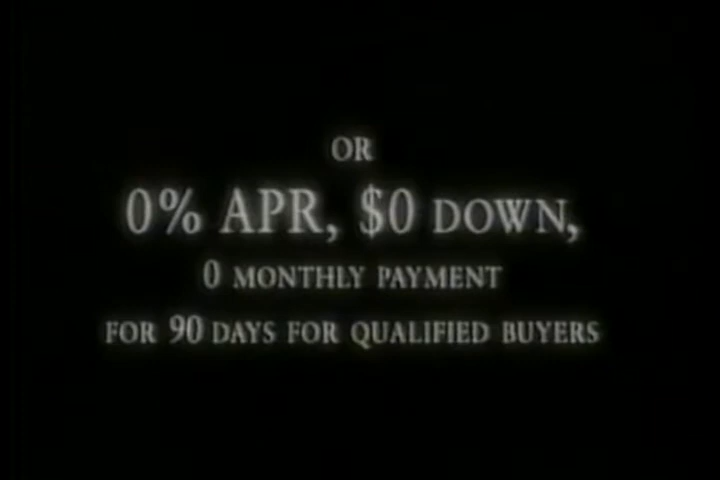 OR
0% APR, $0 DOWN,
0 MONTHLY PAYMENT
FOR 90 DAYS FOR QUALIFIED BUYERS